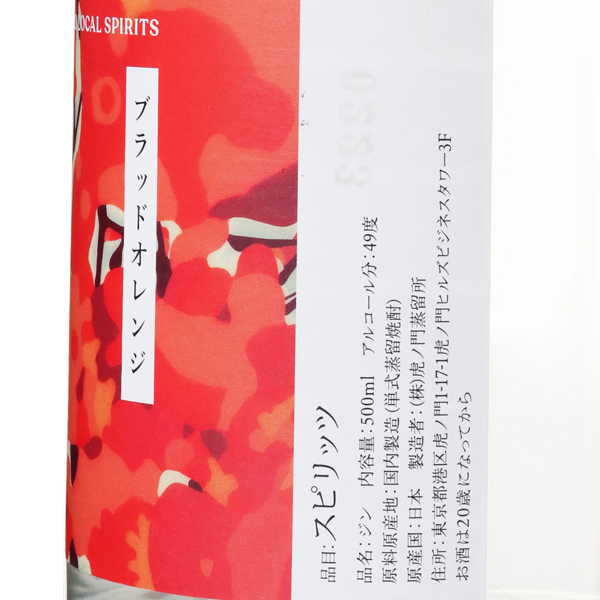 LOCAL SPIRITS
ブラッドオレンジ
品目:スピリッツ
品名:ジン 内容量:500ml アルコール分:49度
原料原産地:国内製造(単式蒸留焼酎)
原産国:日本 製造者:(株)虎ノ門蒸留所
住所:東京都港区虎ノ門1-17-1虎ノ門ヒルズビジネスタワー3F
お酒は20歳になってから
0223